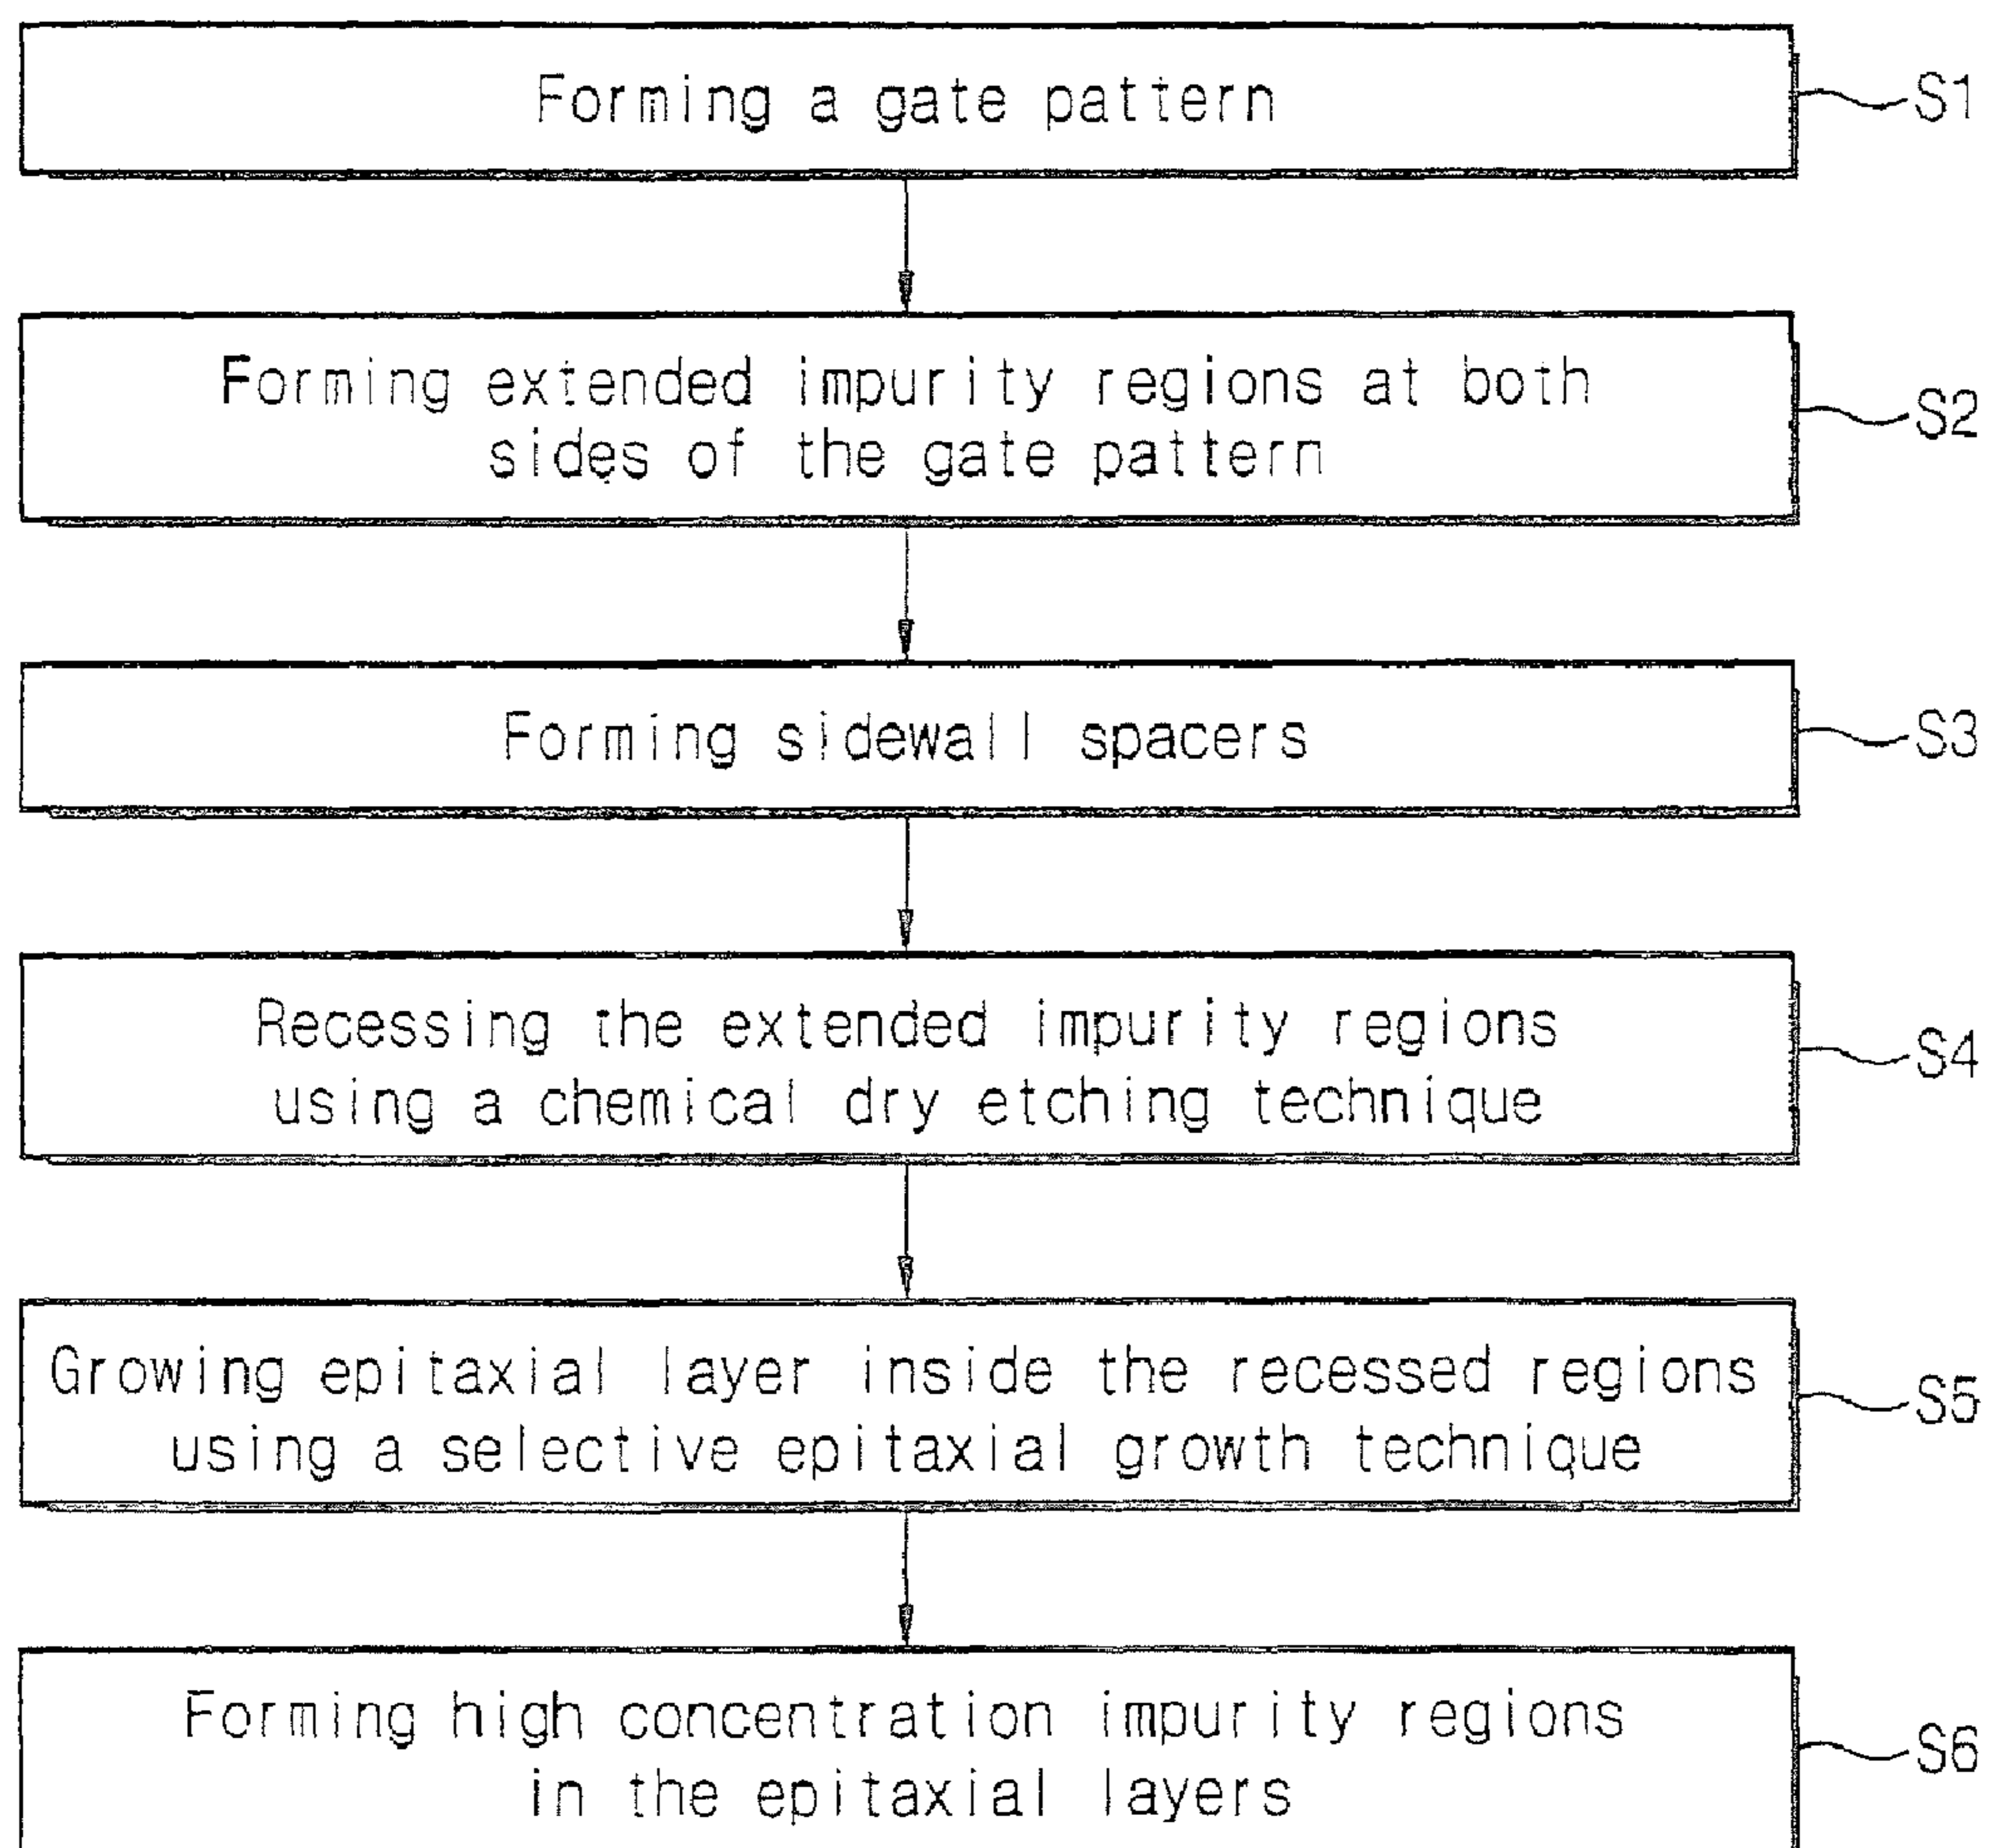 Forming a gate pattern
S1
Forming extended impurity regions at both
sides of the gate pattern
S2
Forming sidewall spacers
S3
Recessing the extended impurity regions
using a chemical dry etching technique
S4
Growing epitaxial layer inside the recessed regions
using a selective epitaxial growth technique
S5
Forming high concentration impurity regions
in the epitaxial layers
S6